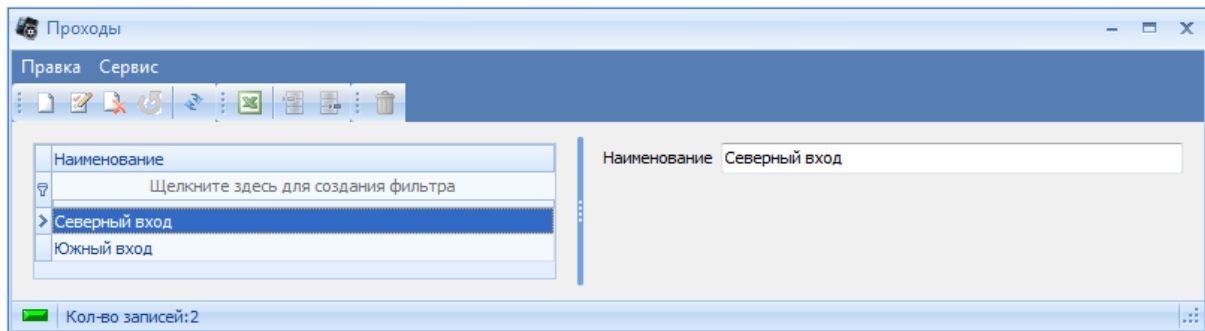 Проходы
Правка Сервис
Наименование
Щелкните здесь для создания фильтра
Северный вход
Южный вход
Наименование Северный вход
Кол-во записей:2